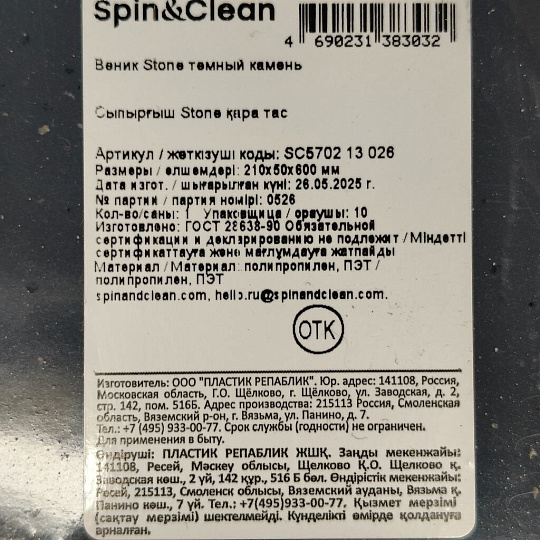 Spin&Clean
4 690231 383032
Веник Stone темный камень
Сыпырғыш Stone қара тас
Артикул / жеткізуші коды: SC5702 13 026
Размеры / өлшемдері: 210х50х600 мм
Дата изгот. / шығарылған күні: 26.05.2025 г.
№ партии / партия номірі: 0526
Кол-во/саны: 1 Упаковщица / ораушы: 10
Изготовлено: ГОСТ 28638-90 Обязательной
сертификации и декларированию не подлежит / Міндетті
сертификаттауға және мәлімдауға жатпайды
Материал / Материал: полипропилен, ПЭТ /
полипропилен, ПЭТ
spinandclean.com, hello.ru@spinandclean.com.
ОТК
Изготовитель: ООО "ПЛАСТИК РЕПАБЛИК". Юр. адрес: 141108, Россия,
Московская область, Г.О. Щёлково, г. Щёлково, ул. Заводская, д. 2,
стр. 142, пом. 516Б. Адрес производства: 215113 Россия, Смоленская
область, Вяземский р-он, г. Вязьма, ул. Панино, д. 7.
Тел.: +7 (495) 933-00-77. Срок службы (годности) не ограничен.
Для применения в быту.
Өндіруші: ПЛАСТИК РЕПАБЛИК ЖШҚ. Заңды мекенжайы:
141108, Ресей, Мәскеу облысы, Щелково Қ.О. Щелково қ.
Заводская көш., 2 үй, 142 құр., 516 Б бөл. Өндірістік мекенжайы:
Ресей, 215113, Смоленск облысы, Вяземский ауданы, Вязьма қ.
Панино көш., 7 үй. Тел.: +7(495)933-00-77. Қызмет мерзімі
(сақтау мерзімі) шектелмейді. Күнделікті өмірде қолдануға
арналған.